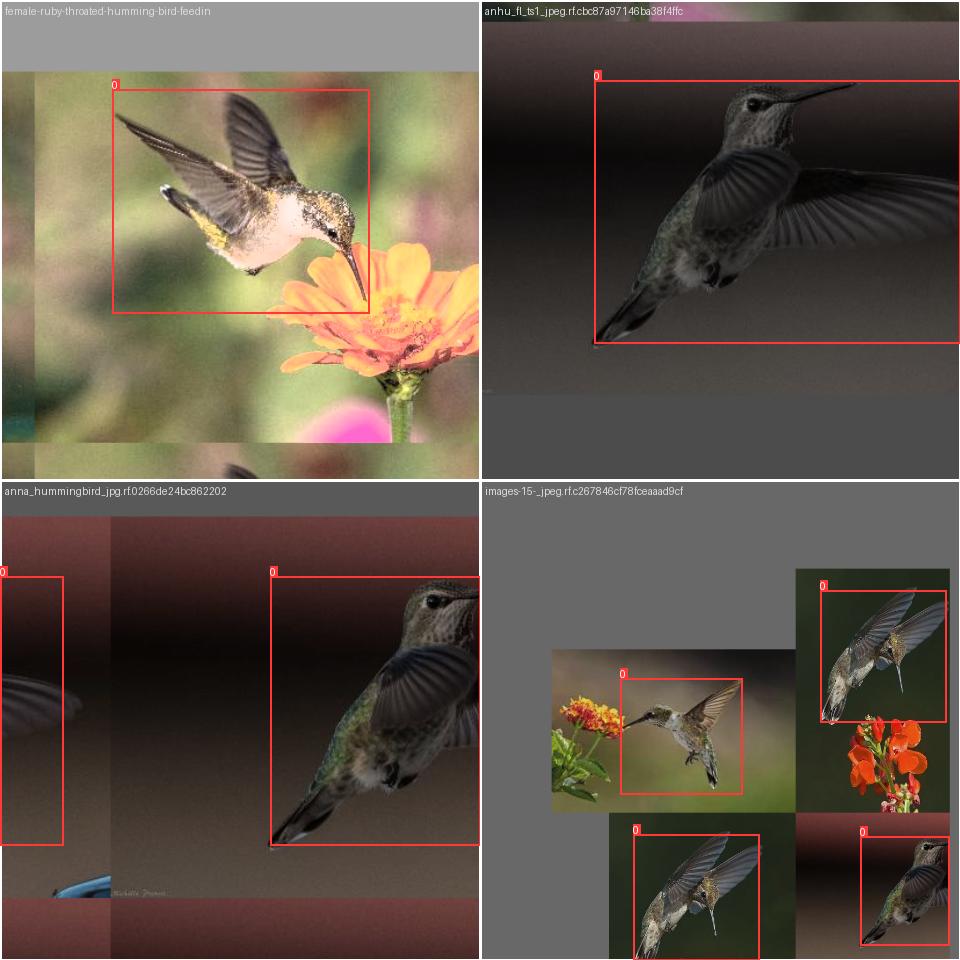 female-ruby-throated-humming-bird-feedin
0
anhu_fl_ts1_jpeg.rf.cbc87a97146ba38f4ffc
0
anna_hummingbird_jpg.rf.0266de24bc862202
0
0
images-15-_jpeg.rf.c267846cf78fceaaad9cf
0
0
0
0